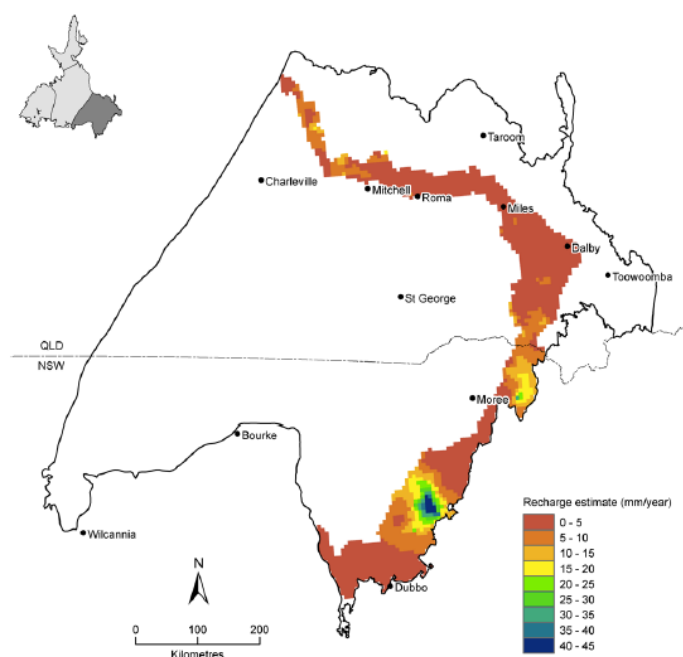 Taroom
Charleville
Mitchell
Roma
Miles
Dalby
Toowoomba
St George
QLD
NSW
Moree
Bourke
Wilcannia
Dubbo
N
0 100 200
Kilometres
Recharge estimate (mm/year)
0 - 5
5 - 10
10 - 15
15 - 20
20 - 25
25 - 30
30 - 35
35 - 40
40 - 45